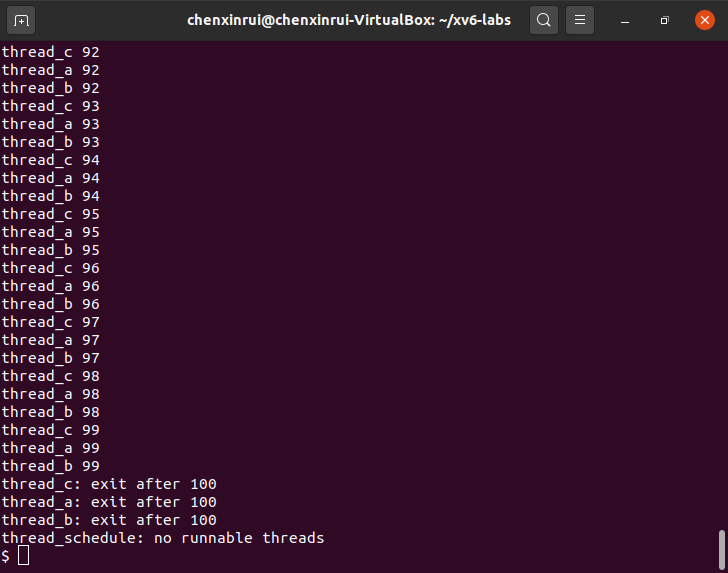 chenxinrui@chenxinrui-VirtualBox: ~/xv6-labs
thread_c 92
thread_a 92
thread_b 92
thread_c 93
thread_a 93
thread_b 93
thread_c 94
thread_a 94
thread_b 94
thread_c 95
thread_a 95
thread_b 95
thread_c 96
thread_a 96
thread_b 96
thread_c 97
thread_a 97
thread_b 97
thread_c 98
thread_a 98
thread_b 98
thread_c 99
thread_a 99
thread_b 99
thread_c: exit after 100
thread_a: exit after 100
thread_b: exit after 100
thread_schedule: no runnable threads
$